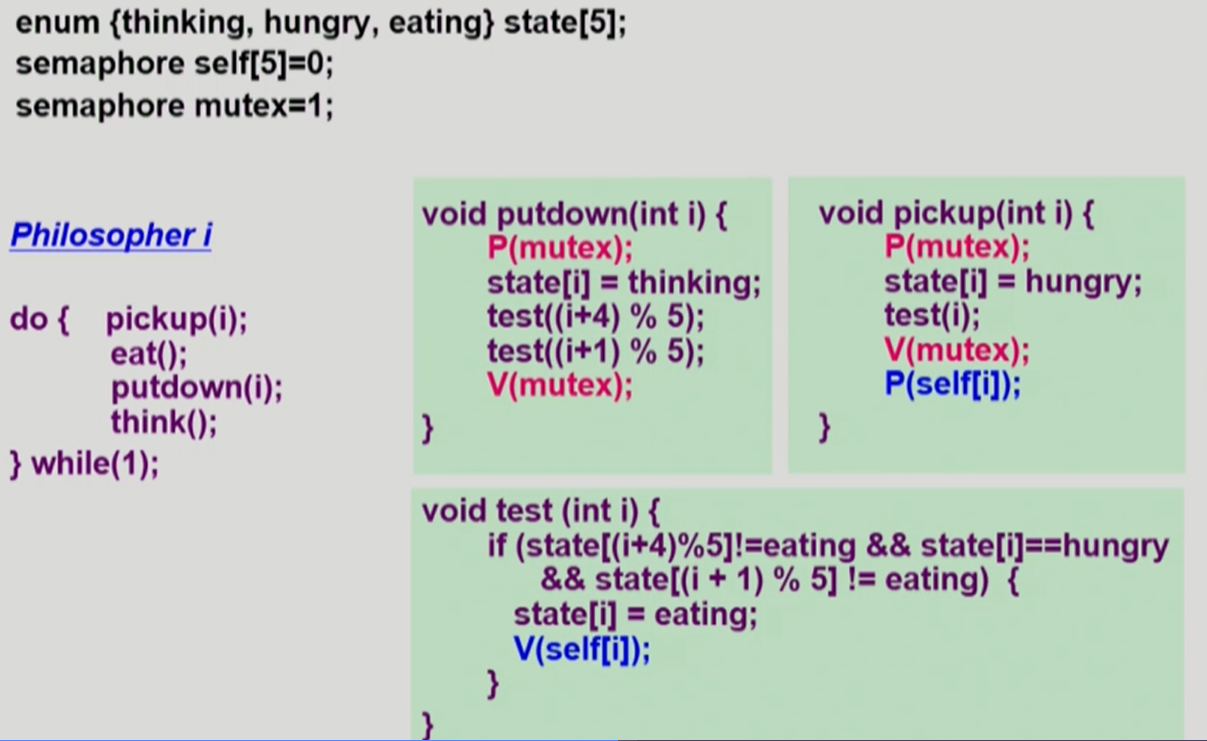 enum {thinking, hungry, eating} state[5];
semaphore self[5]=0;
semaphore mutex=1;
Philosopher i
do { pickup(i);
eat();
putdown(i);
think();
} while(1);
void putdown(int i) {
P(mutex);
state[i] = thinking;
test((i+4) % 5);
test((i+1) % 5);
V(mutex);
}
void pickup(int i) {
P(mutex);
state[i] = hungry;
test(i);
V(mutex);
P(self[i]);
}
void test (int i) {
if (state[(i+4)%5]!=eating && state[i]==hungry
&& state[(i + 1) % 5] != eating) {
state[i] = eating;
V(self[i]);
}
}